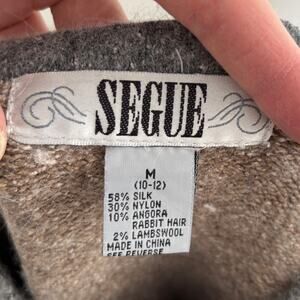 SEGUE
M
(10-12)
58% SILK
30% NYLON
10% ANGORA
RABBIT HAIR
2% LAMBSWOOL
MADE IN CHINA
SEE REVERSE